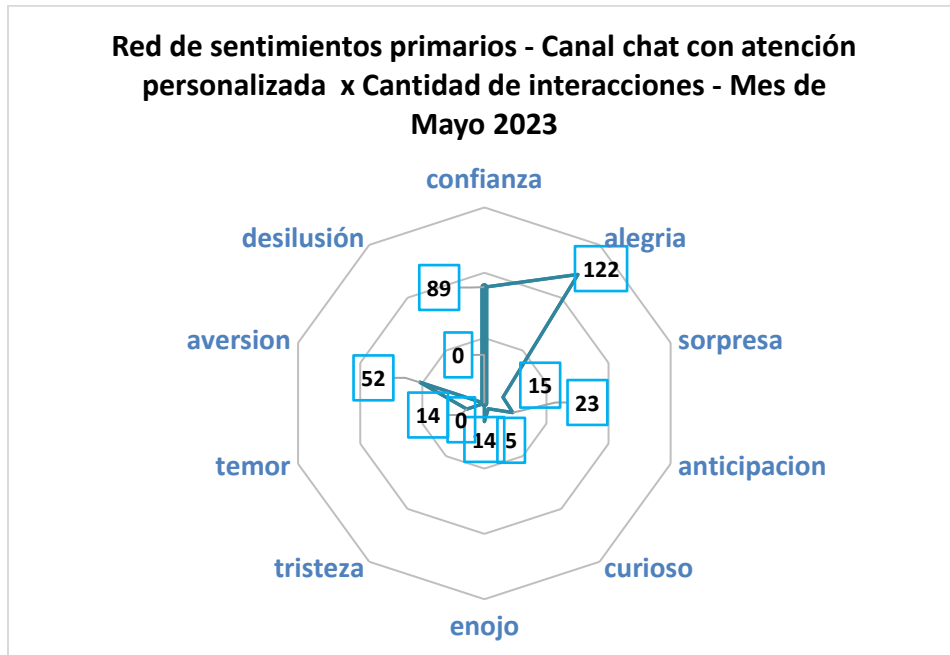 Red de sentimientos primarios - Canal chat con atención
personalizada x Cantidad de interacciones - Mes de
Mayo 2023
confianza
desilusión
alegria
122
89
aversion
sorpresa
0
52
15
23
14
0
14
5
temor
anticipacion
tristeza
curioso
enojo